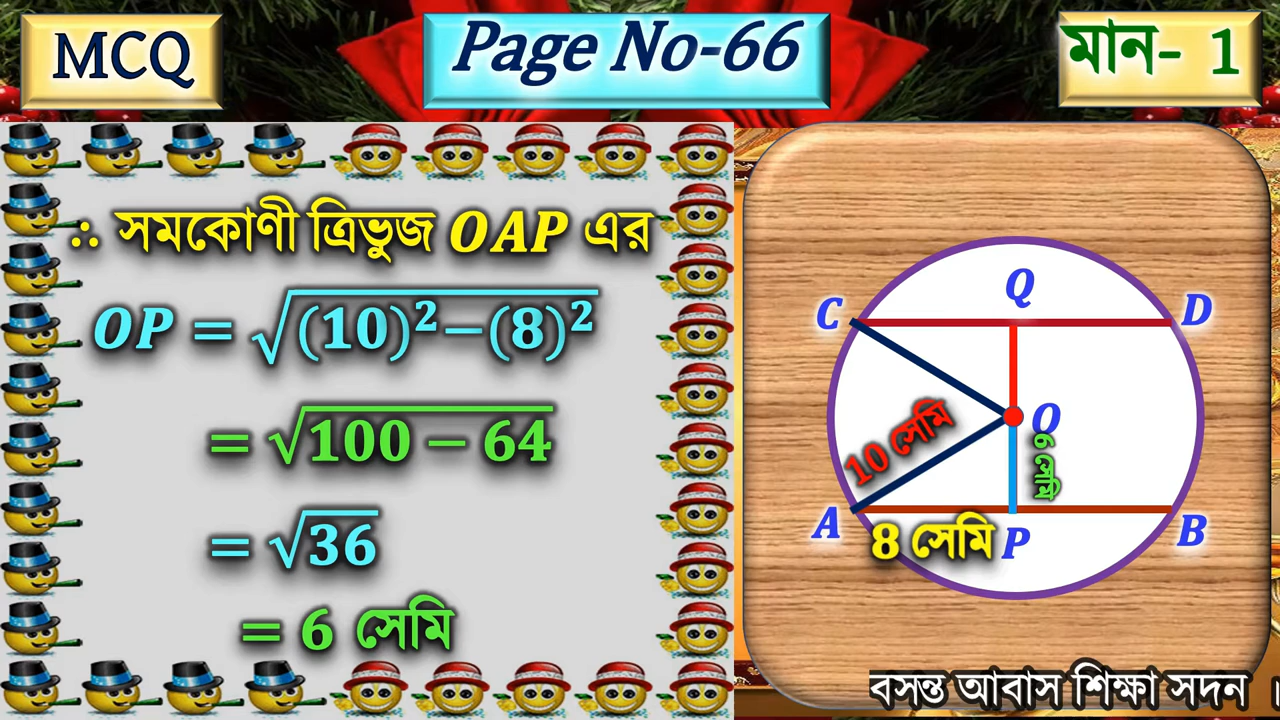 MCQ
Page No-66
মান- 1
∴ সমকোণী ত্রিভুজ OAP এর
OP = √(10)²−(8)²
= √100 − 64
= √36
= 6 সেমি
Q
C
D
O
10 সেমি
6 সেমি
A
8 সেমি
P
B
বসন্ত আবাস শিক্ষা সদন ।